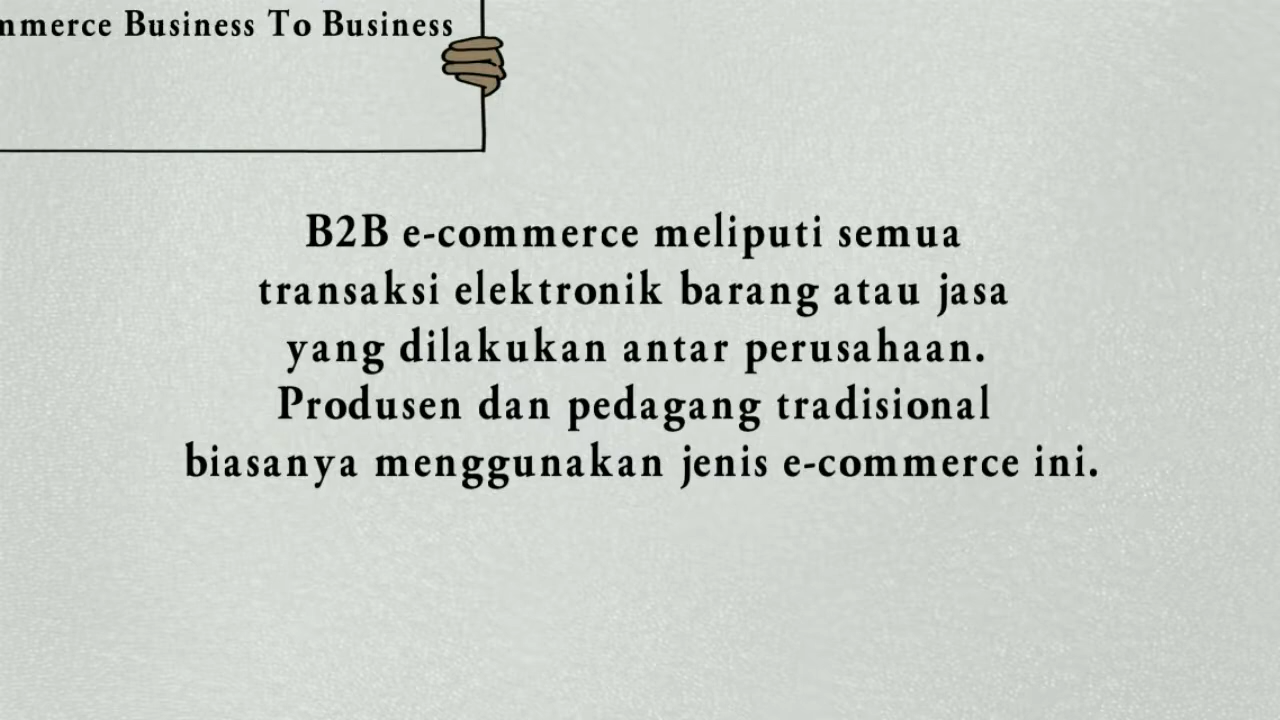 mmerce Business To Business
B2B e-commerce meliputi semua
transaksi elektronik barang atau jasa
yang dilakukan antar perusahaan.
Produsen dan pedagang tradisional
biasanya menggunakan jenis e-commerce ini.